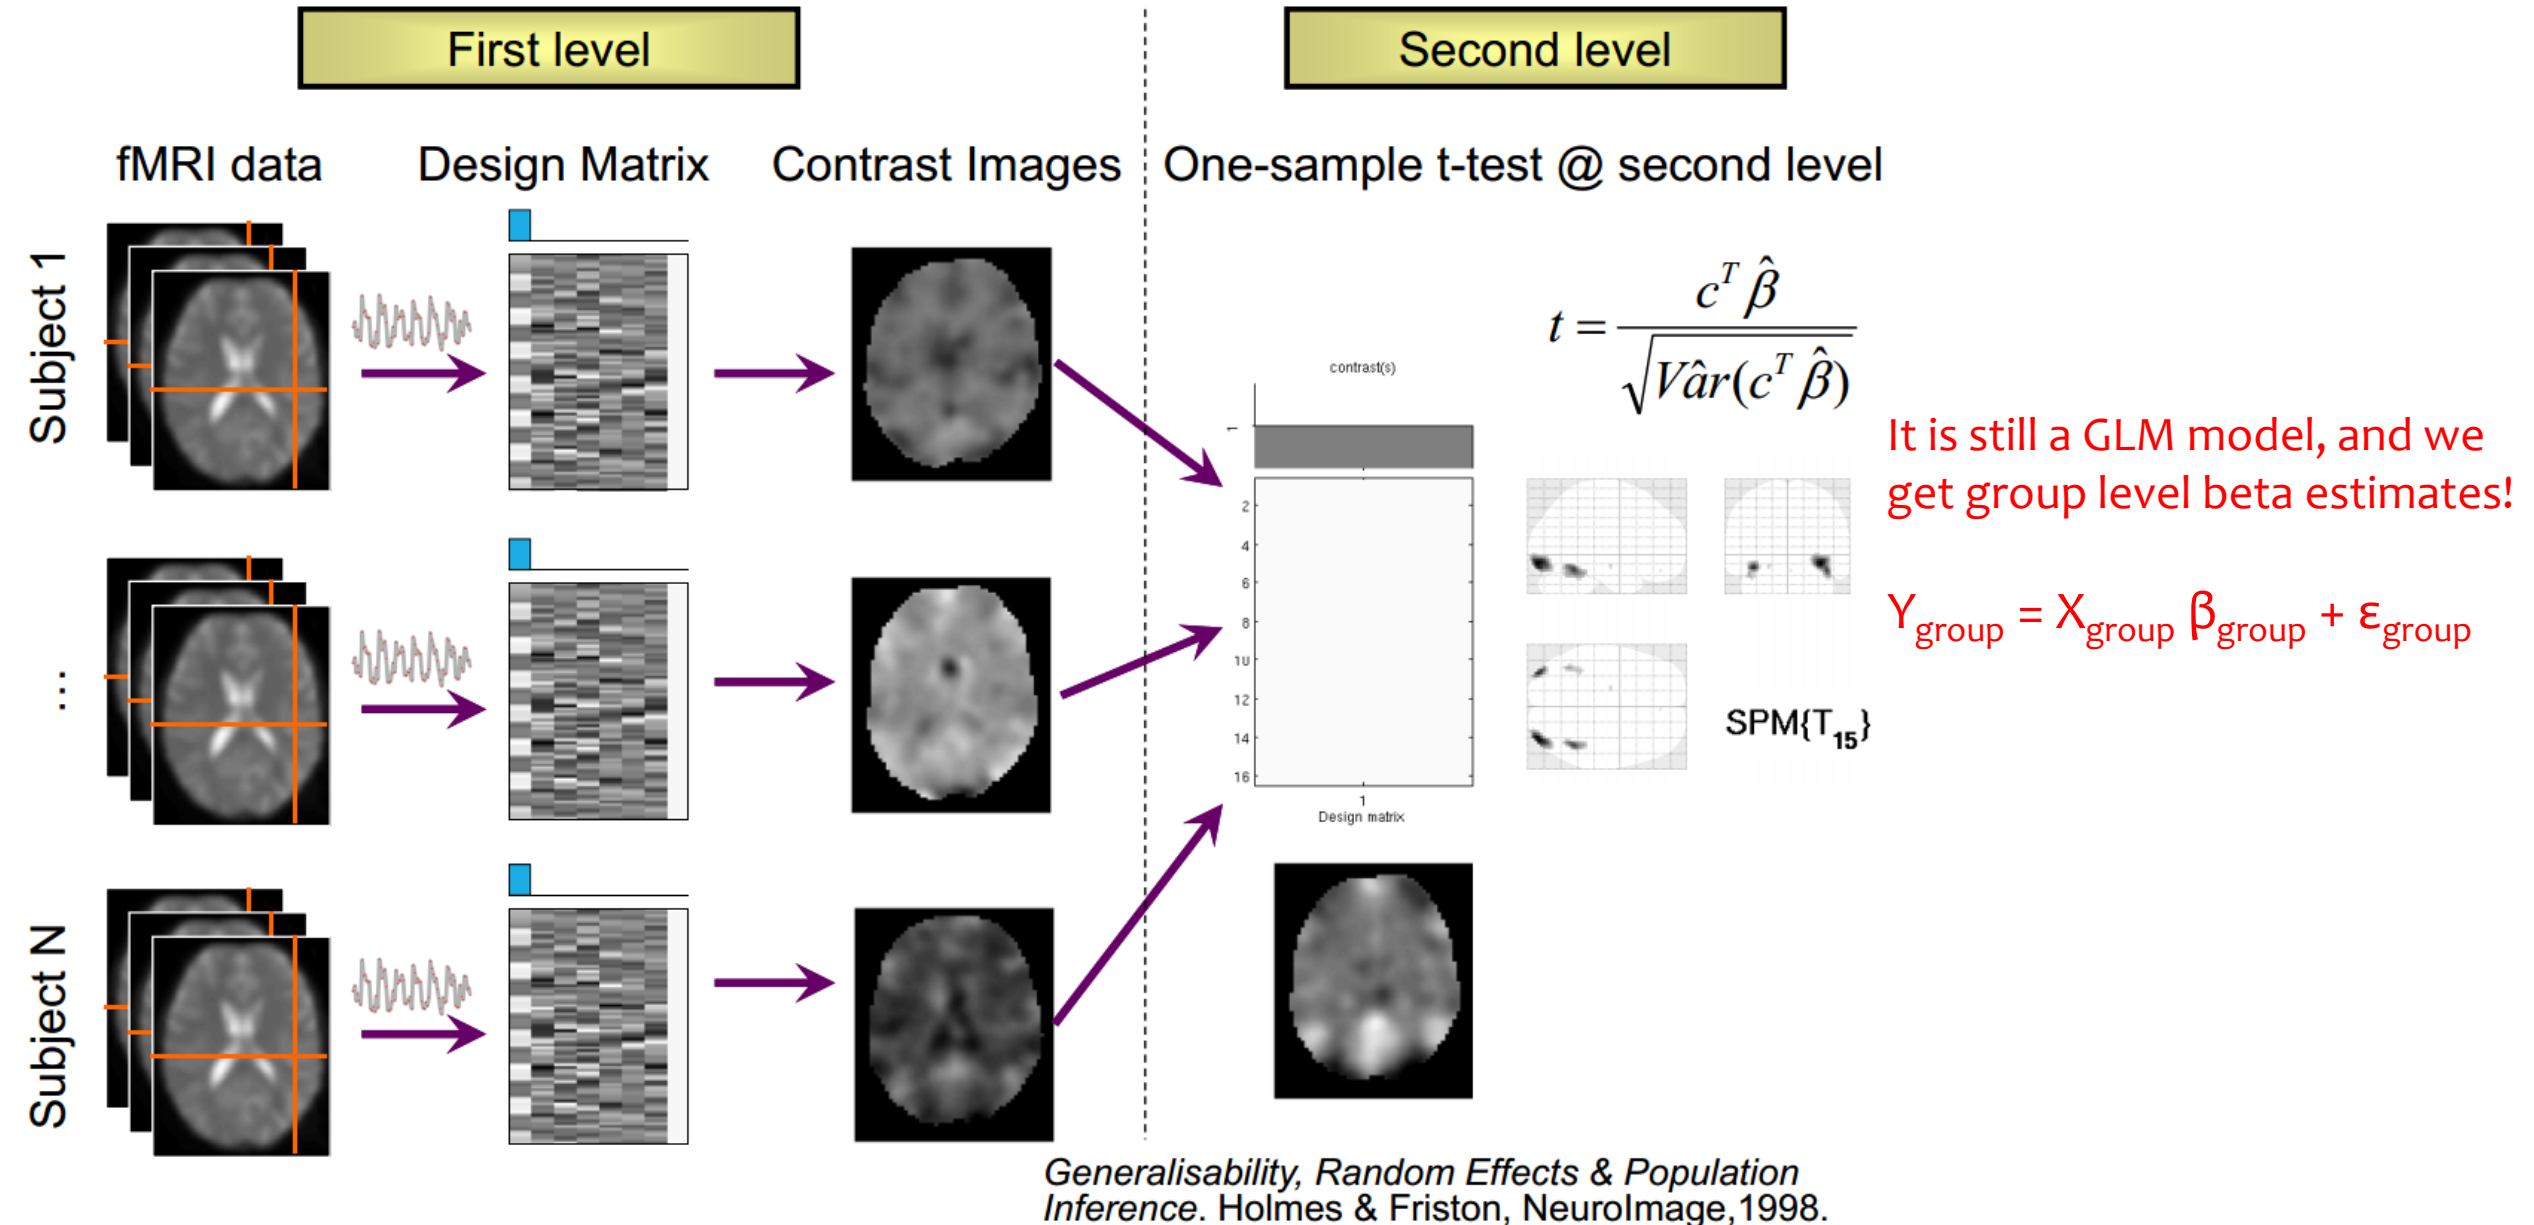 First level
Second level
fMRI data
Design Matrix
Contrast Images
One-sample t-test @ second level
Subject 1
...
Subject N
t = c^T β̂ / √Vâr(c^T β̂)
contrast(s)
1
2
4
6
8
10
12
14
16
1
Design matrix
SPM{T₁₅}
It is still a GLM model, and we
get group level beta estimates!
Y_group = X_group β_group + ε_group
Generalisability, Random Effects & Population
Inference. Holmes & Friston, NeuroImage,1998.